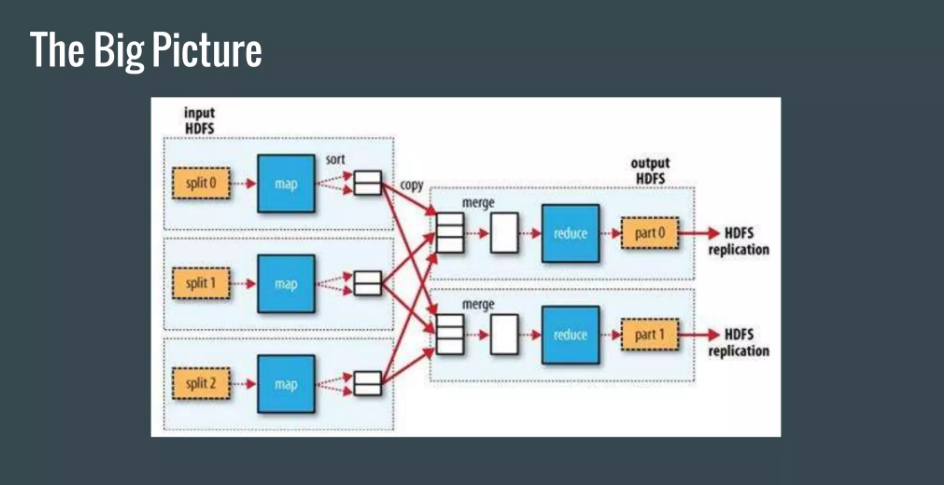 The Big Picture
input
HDFS
split 0
map
sort
copy
split 1
map
split 2
map
output
HDFS
merge
reduce
part 0
HDFS
replication
merge
reduce
part 1
HDFS
replication